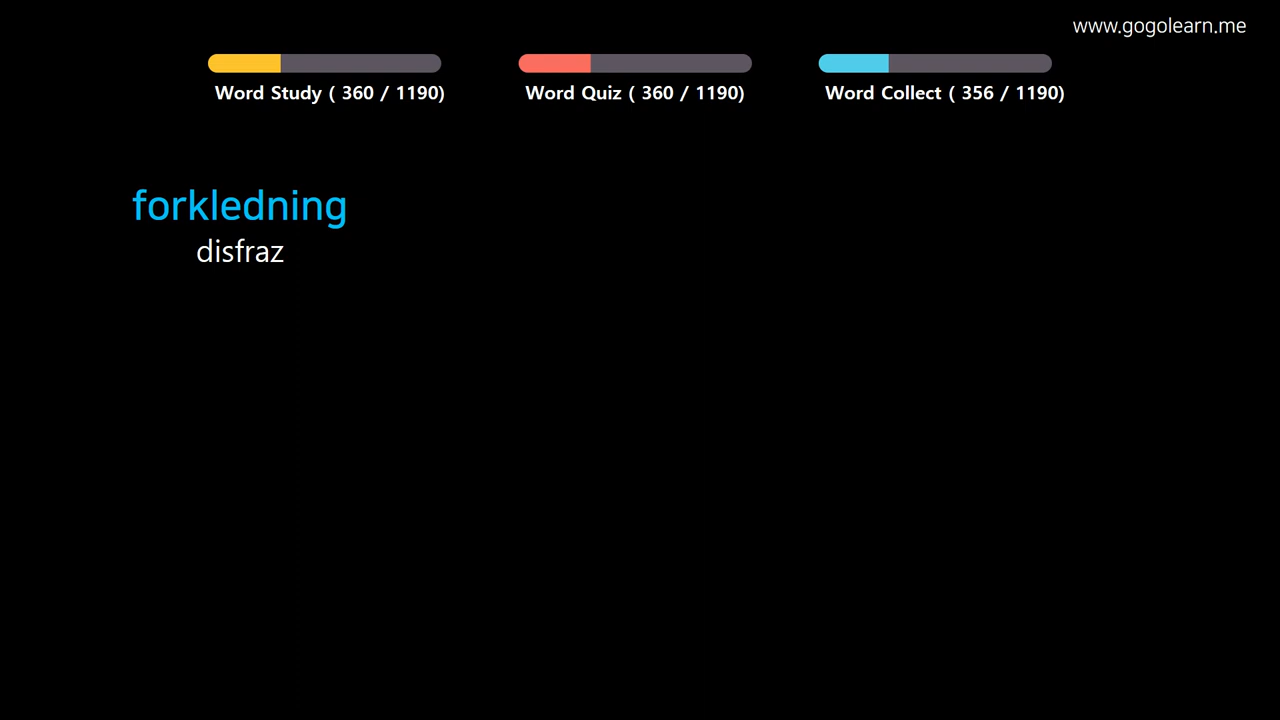 www.gogolearn.me
Word Study ( 360 / 1190)
Word Quiz ( 360 / 1190)
Word Collect ( 356 / 1190)
forkledning
disfraz